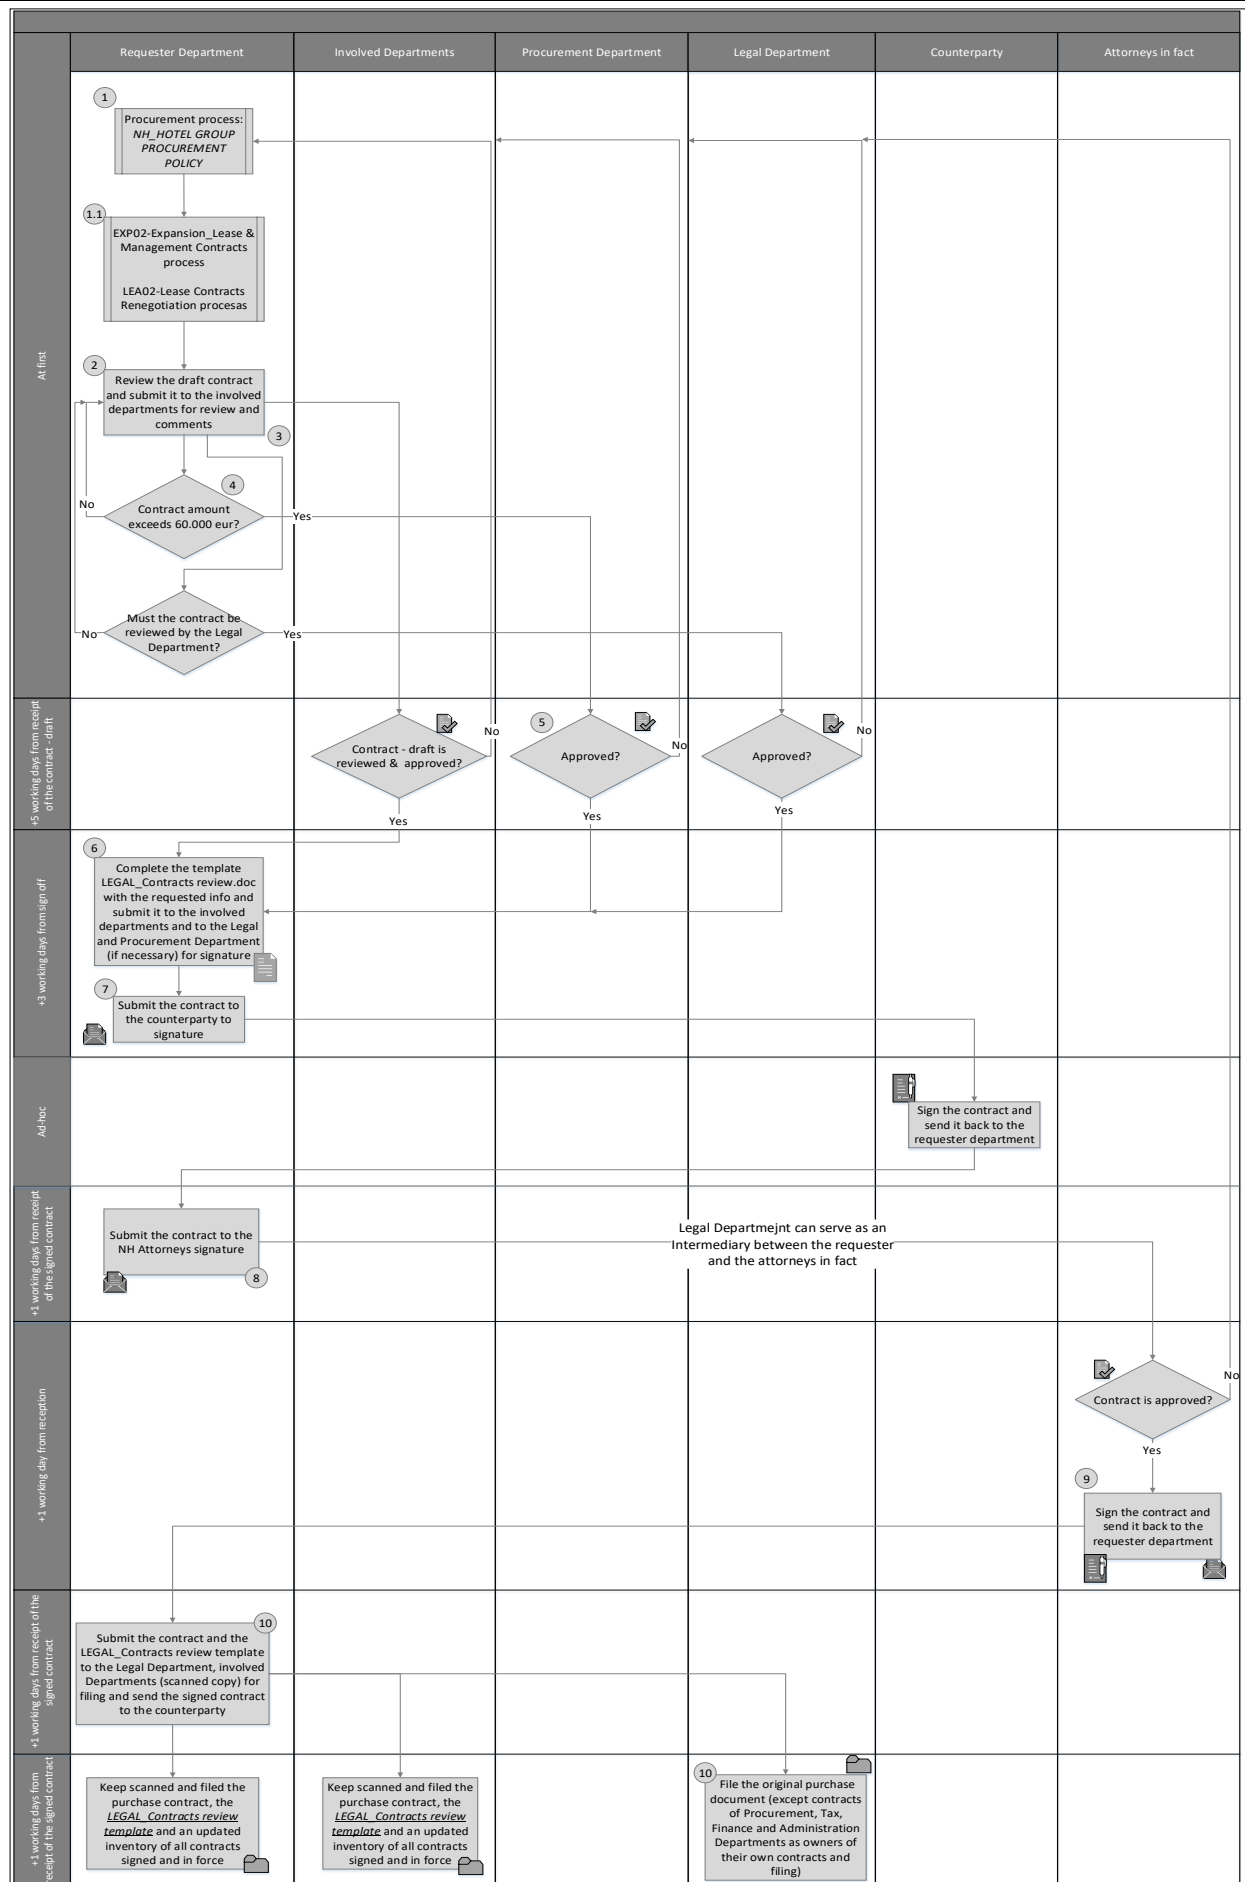 Requester Department
Involved Departments
Procurement Department
Legal Department
Counterparty
Attorneys in fact
At first
1
Procurement process:
NH_HOTEL GROUP
PROCUREMENT
POLICY
1.1
EXP02-Expansion_Lease &
Management Contracts
process
LEA02-Lease Contracts
Renegotiation procesas
2
Review the draft contract
and submit it to the involved
departments for review and
comments
3
4
Contract amount
exceeds 60.000 eur?
No
Yes
Must the contract be
reviewed by the Legal
Department?
No
Yes
+5 working days from receipt
of the contract - draft
Contract - draft is
reviewed & approved?
No
Yes
5
Approved?
No
Yes
Approved?
No
Yes
+3 working days from sign off
6
Complete the template
LEGAL_Contracts review.doc
with the requested info and
submit it to the involved
departments and to the Legal
and Procurement Department
(if necessary) for signature
7
Submit the contract to
the counterparty to
signature
Ad-hoc
Sign the contract and
send it back to the
requester department
+1 working days from receipt
of the signed contract
Submit the contract to the
NH Attorneys signature
8
Legal Departmejnt can serve as an
Intermediary between the requester
and the attorneys in fact
+1 working day from reception
Contract is approved?
No
Yes
9
Sign the contract and
send it back to the
requester department
+1 working days from receipt of the
signed contract
10
Submit the contract and the
LEGAL_Contracts review template
to the Legal Department, involved
Departments (scanned copy) for
filing and send the signed contract
to the counterparty
+1 working days from
receipt of the signed contract
Keep scanned and filed the
purchase contract, the
LEGAL_Contracts review
template and an updated
inventory of all contracts
signed and in force
Keep scanned and filed the
purchase contract, the
LEGAL_Contracts review
template and an updated
inventory of all contracts
signed and in force
10
File the original purchase
document (except contracts
of Procurement, Tax,
Finance and Administration
Departments as owners of
their own contracts and
filing)